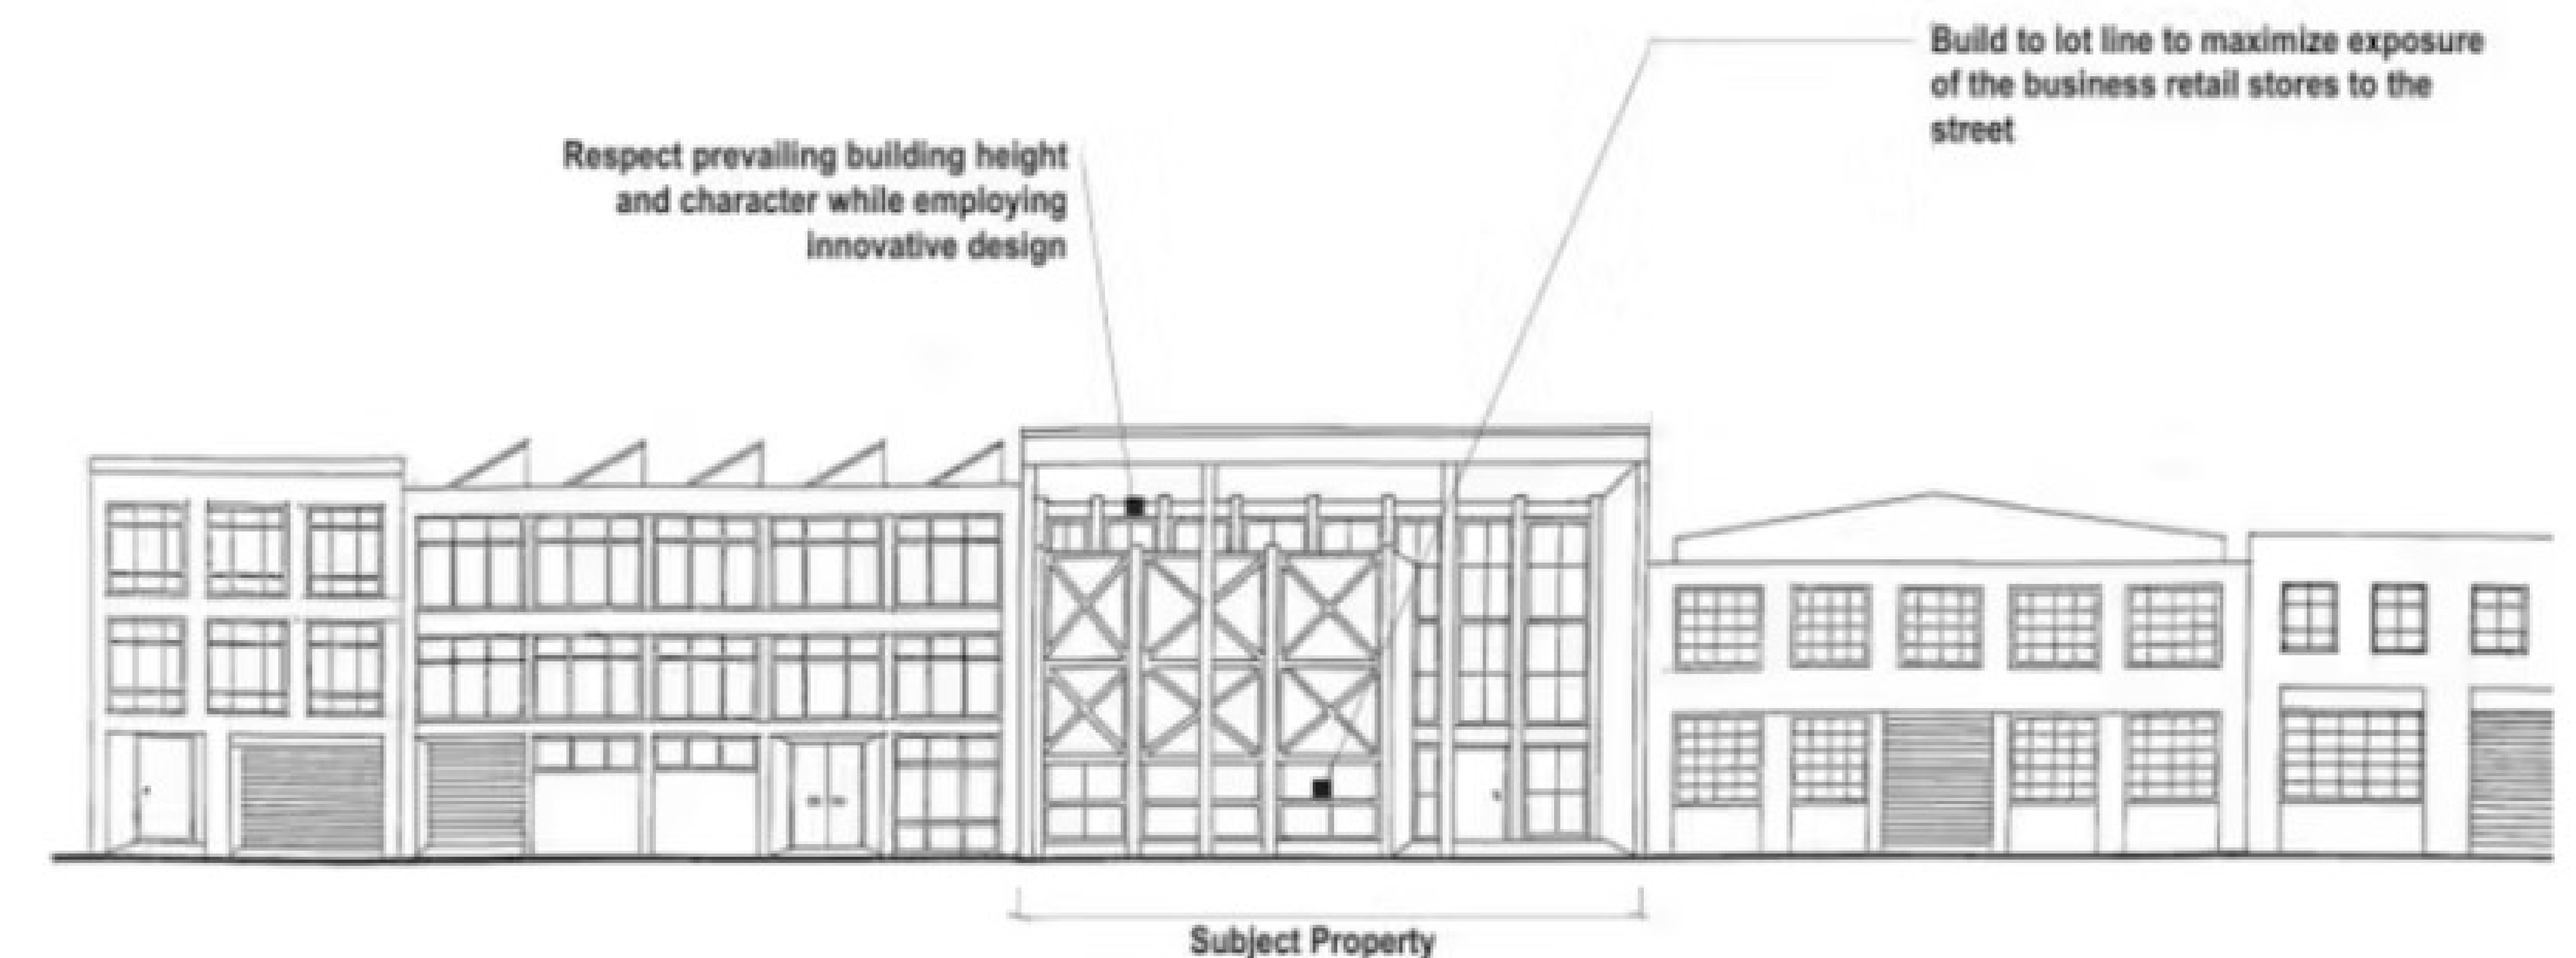 Build to lot line to maximize exposure
of the business retail stores to the
street
Respect prevailing building height
and character while employing
innovative design
Subject Property